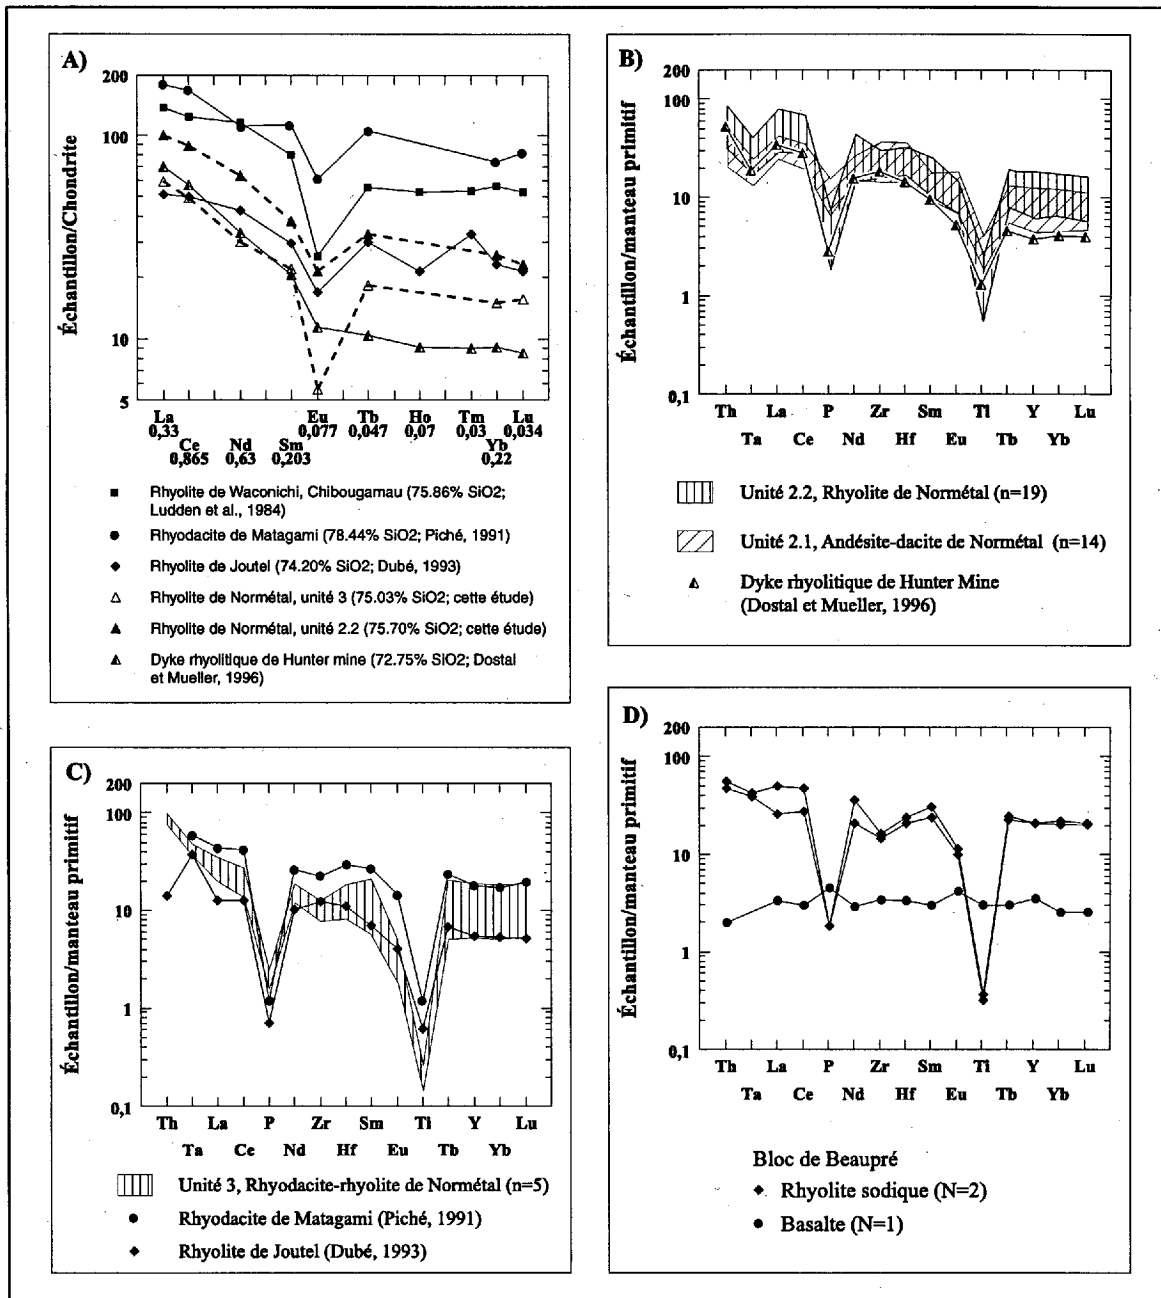 A)
200
100
10
5
Échantillon/Chondrite
La Eu Tb Ho Tm Lu
0,33 0,077 0,047 0,07 0,03 0,034
Ce Nd Sm Yb
0,865 0,63 0,203 0,22
Rhyolite de Waconichi, Chibougamau (75.86% SiO2;
Ludden et al., 1984)
Rhyodacite de Matagami (78.44% SiO2; Piché, 1991)
Rhyolite de Joutel (74.20% SiO2; Dubé, 1993)
Rhyolite de Normétal, unité 3 (75.03% SiO2; cette étude)
Rhyolite de Normétal, unité 2.2 (75.70% SiO2; cette étude)
Dyke rhyolitique de Hunter mine (72.75% SiO2; Dostal
et Mueller, 1996)
B)
200
100
10
1
0,1
Échantillon/manteau primitif
Th La P Zr Sm Ti Y Lu
Ta Ce Nd Hf Eu Tb Yb
Unité 2.2, Rhyolite de Normétal (n=19)
Unité 2.1, Andésite-dacite de Normétal (n=14)
Dyke rhyolitique de Hunter Mine
(Dostal et Mueller, 1996)
C)
200
100
10
1
0,1
Échantillon/manteau primitif
Th La P Zr Sm Ti Y Lu
Ta Ce Nd Hf Eu Tb Yb
Unité 3, Rhyodacite-rhyolite de Normétal (n=5)
Rhyodacite de Matagami (Piché, 1991)
Rhyolite de Joutel (Dubé, 1993)
D)
200
100
10
1
0,1
Échantillon/manteau primitif
Th La P Zr Sm Ti Y Lu
Ta Ce Nd Hf Eu Tb Yb
Bloc de Beaupré
Rhyolite sodique (N=2)
Basalte (N=1)